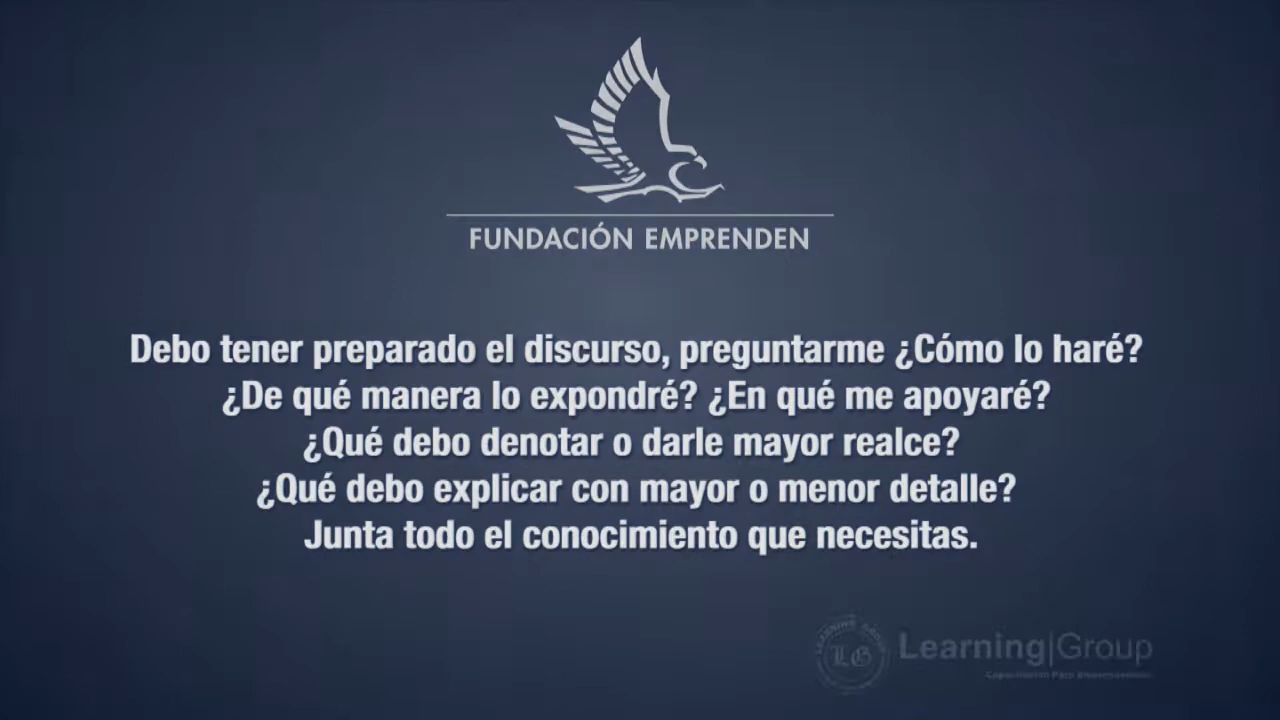 FUNDACIÓN EMPRENDEN
Debo tener preparado el discurso, preguntarme ¿Cómo lo haré?
¿De qué manera lo expondré? ¿En qué me apoyaré?
¿Qué debo denotar o darle mayor realce?
¿Qué debo explicar con mayor o menor detalle?
Junta todo el conocimiento que necesitas.
LG
Learning|Group